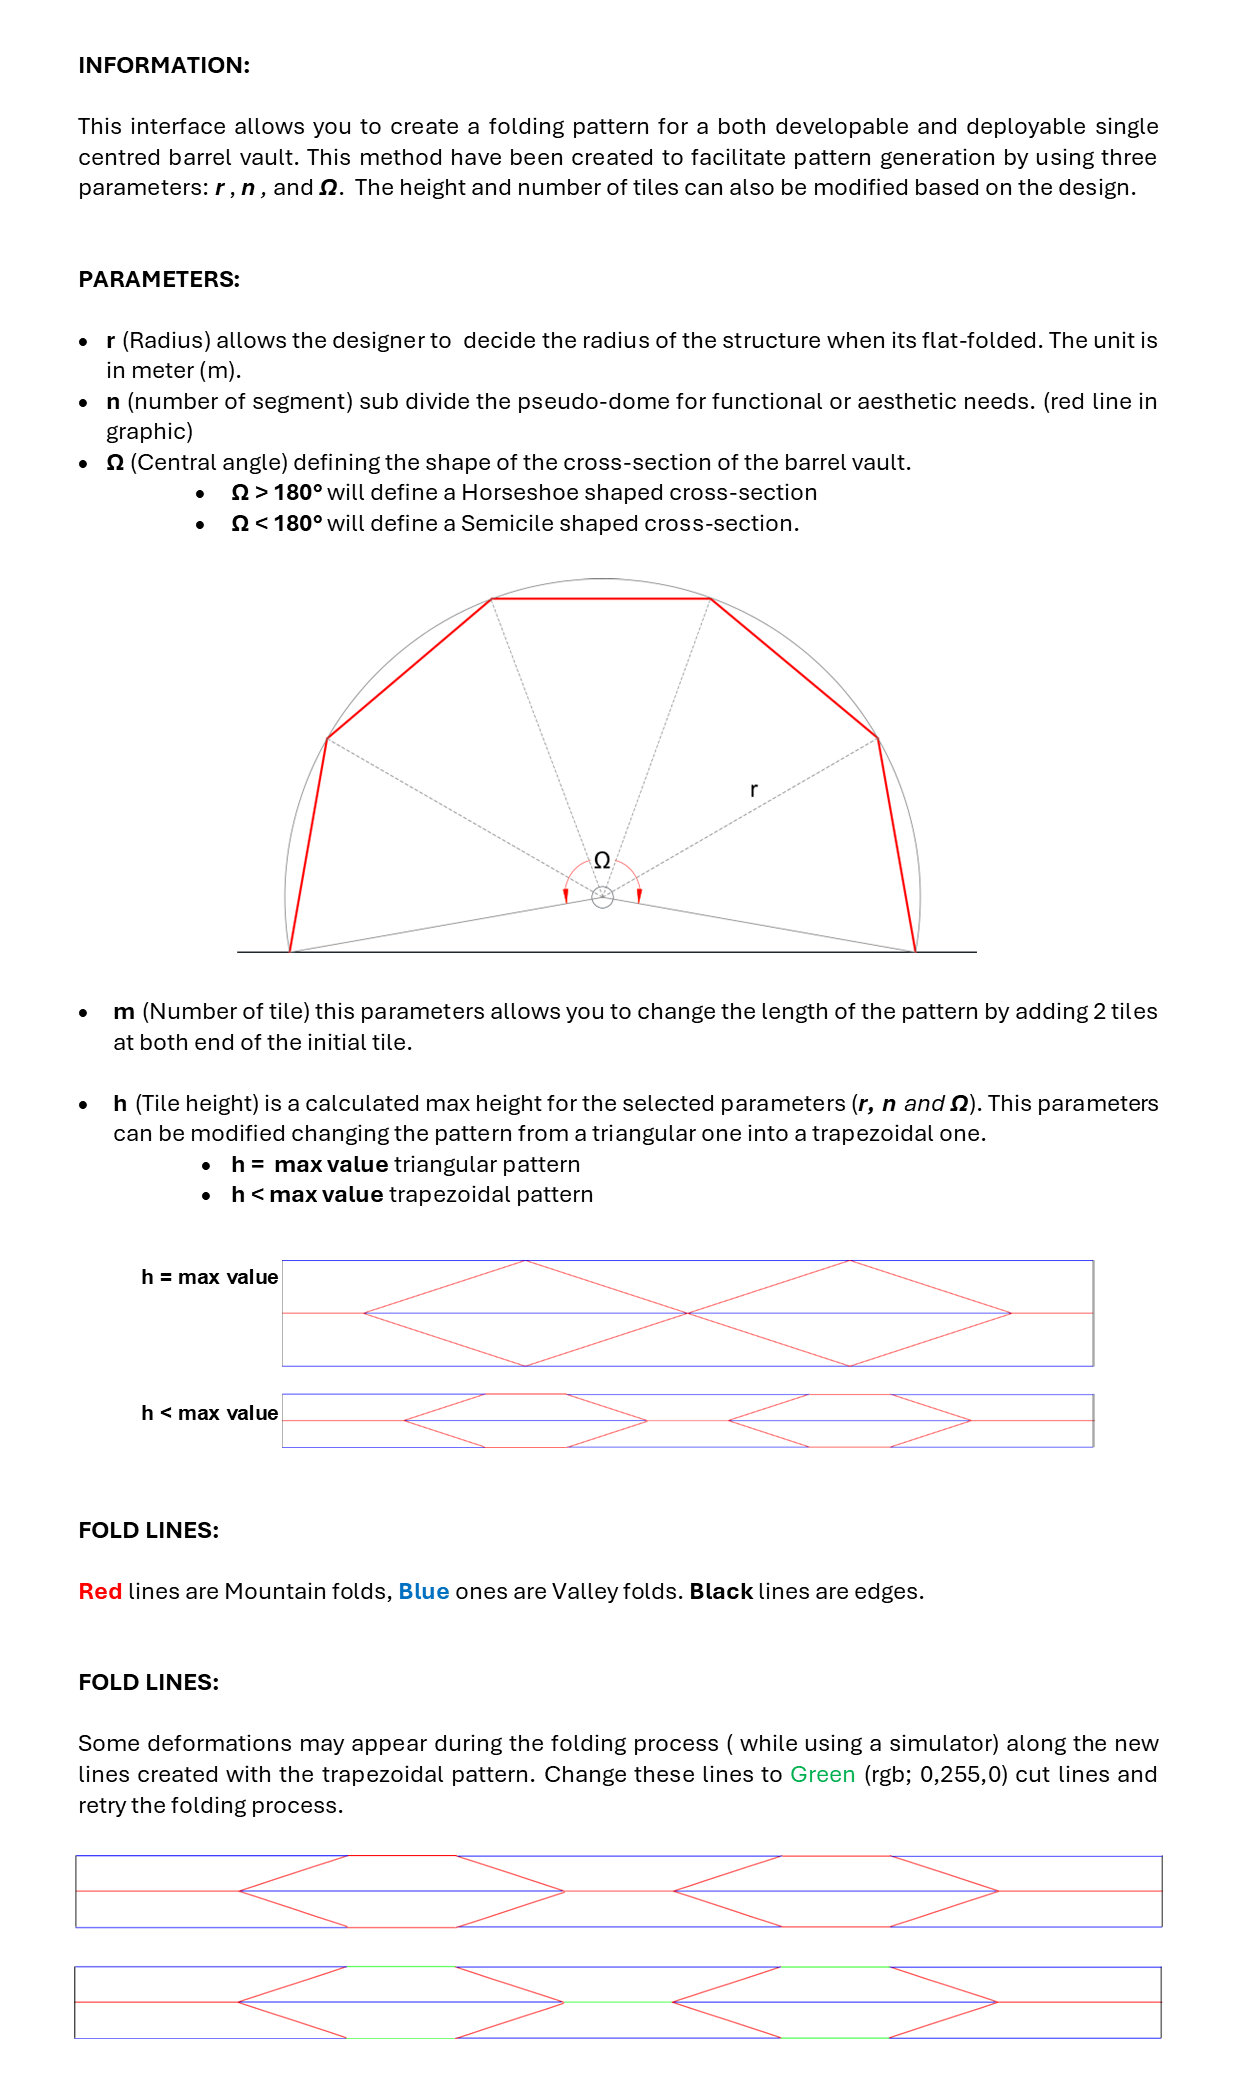 INFORMATION:
This interface allows you to create a folding pattern for a both developable and deployable single
centred barrel vault. This method have been created to facilitate pattern generation by using three
parameters: r , n , and Ω. The height and number of tiles can also be modified based on the design.
PARAMETERS:
• r (Radius) allows the designer to decide the radius of the structure when its flat-folded. The unit is
in meter (m).
• n (number of segment) sub divide the pseudo-dome for functional or aesthetic needs. (red line in
graphic)
• Ω (Central angle) defining the shape of the cross-section of the barrel vault.
• Ω > 180° will define a Horseshoe shaped cross-section
• Ω < 180° will define a Semicile shaped cross-section.
r
Ω
• m (Number of tile) this parameters allows you to change the length of the pattern by adding 2 tiles
at both end of the initial tile.
• h (Tile height) is a calculated max height for the selected parameters (r, n and Ω). This parameters
can be modified changing the pattern from a triangular one into a trapezoidal one.
• h = max value triangular pattern
• h < max value trapezoidal pattern
h = max value
h < max value
FOLD LINES:
Red lines are Mountain folds, Blue ones are Valley folds. Black lines are edges.
FOLD LINES:
Some deformations may appear during the folding process ( while using a simulator) along the new
lines created with the trapezoidal pattern. Change these lines to Green (rgb; 0,255,0) cut lines and
retry the folding process.